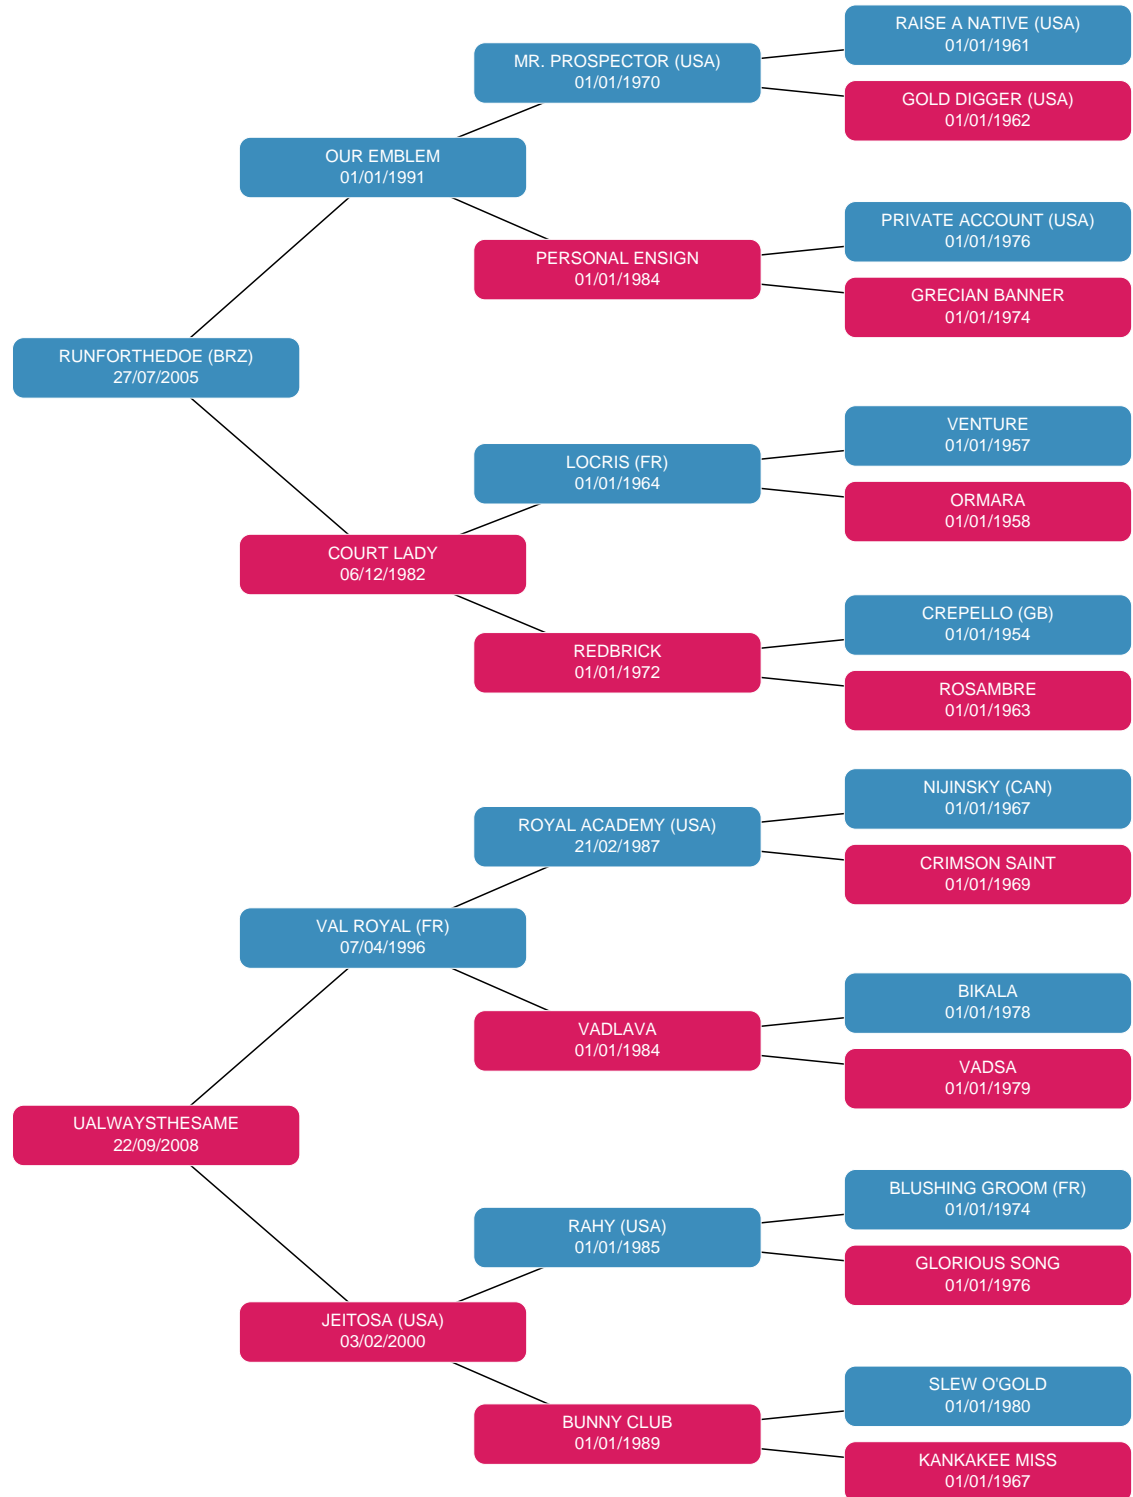 RAISE A NATIVE (USA)
01/01/1961
MR. PROSPECTOR (USA)
01/01/1970
GOLD DIGGER (USA)
01/01/1962
OUR EMBLEM
01/01/1991
PRIVATE ACCOUNT (USA)
01/01/1976
PERSONAL ENSIGN
01/01/1984
GRECIAN BANNER
01/01/1974
RUNFORTHEDOE (BRZ)
27/07/2005
VENTURE
01/01/1957
LOCRIS (FR)
01/01/1964
ORMARA
01/01/1958
COURT LADY
06/12/1982
CREPELLO (GB)
01/01/1954
REDBRICK
01/01/1972
ROSAMBRE
01/01/1963
NIJINSKY (CAN)
01/01/1967
ROYAL ACADEMY (USA)
21/02/1987
CRIMSON SAINT
01/01/1969
VAL ROYAL (FR)
07/04/1996
BIKALA
01/01/1978
VADLAVA
01/01/1984
VADSA
01/01/1979
UALWAYSTHESAME
22/09/2008
BLUSHING GROOM (FR)
01/01/1974
RAHY (USA)
01/01/1985
GLORIOUS SONG
01/01/1976
JEITOSA (USA)
03/02/2000
SLEW O'GOLD
01/01/1980
BUNNY CLUB
01/01/1989
KANKAKEE MISS
01/01/1967